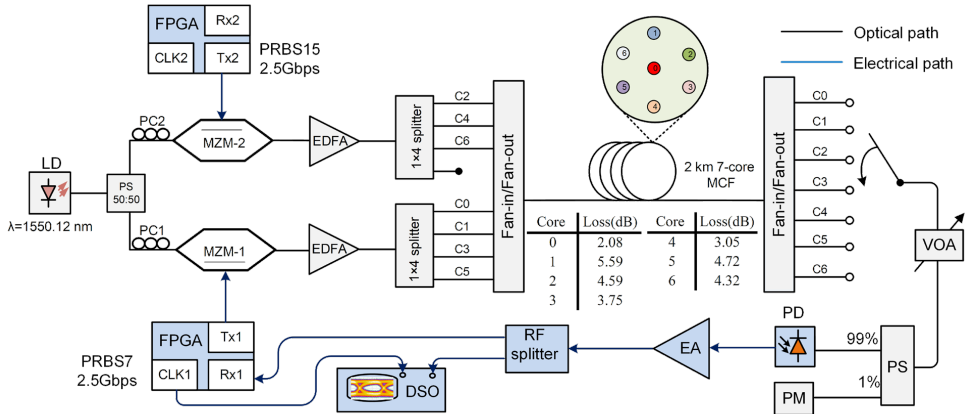 FPGA
Rx2
CLK2
Tx2
PRBS15
2.5Gbps
PC2
MZM-2
EDFA
1×4 splitter
C2
C4
C6
Fan-in/Fan-out
1
6
2
0
5
3
4
2 km 7-core
MCF
Optical path
Electrical path
LD
λ=1550.12 nm
PS
50:50
PC1
MZM-1
EDFA
1×4 splitter
C0
C1
C3
C5
Core Loss(dB) Core Loss(dB)
0 2.08 4 3.05
1 5.59 5 4.72
2 4.59 6 4.32
3 3.75
Fan-in/Fan-out
C0
C1
C2
C3
C4
C5
C6
VOA
PRBS7
2.5Gbps
FPGA
Tx1
CLK1
Rx1
DSO
RF
splitter
EA
PD
99%
1%
PM
PS